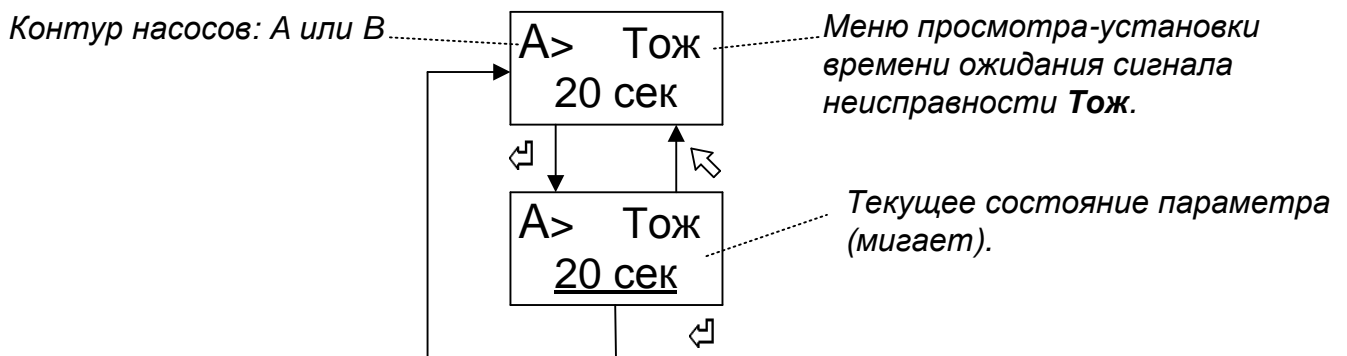 Контур насосов: А или В
А> Тож
20 сек
Меню просмотра-установки
времени ожидания сигнала
неисправности Тож.
А> Тож
20 сек
Текущее состояние параметра
(мигает).